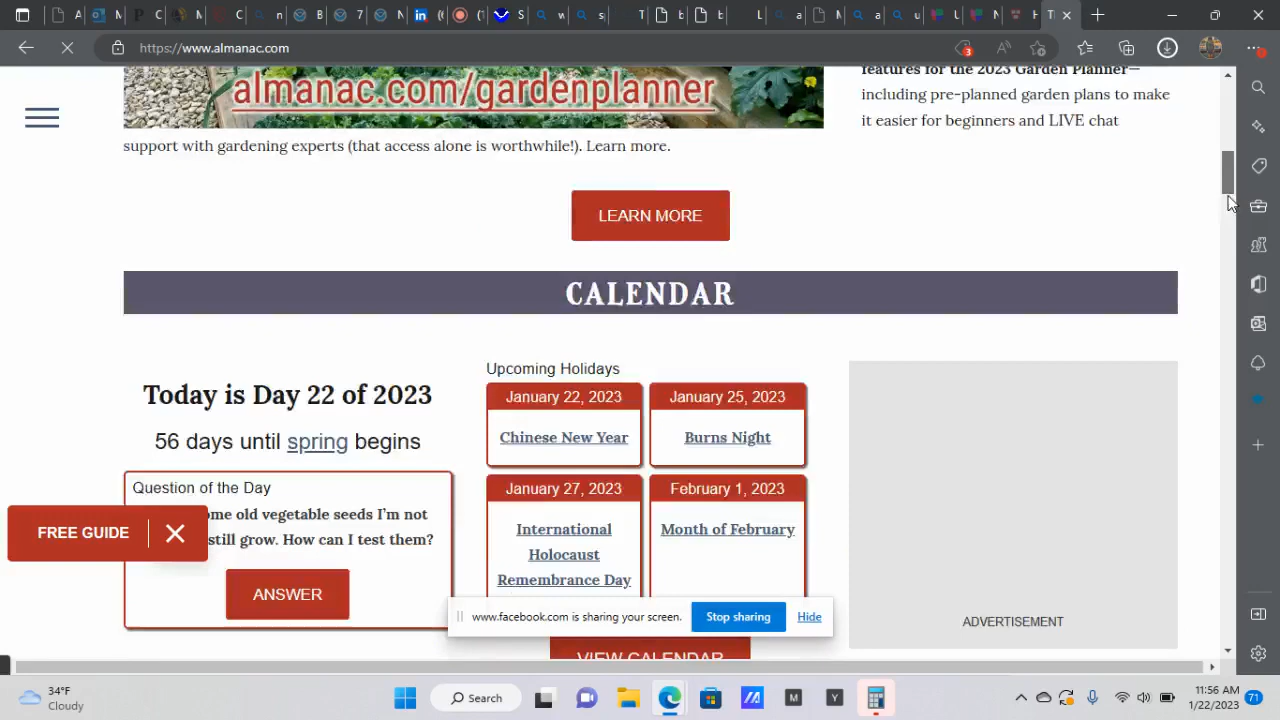 https://www.almanac.com
3
almanac.com/gardenplanner
features for the 2023 Garden Planner—
including pre-planned garden plans to make
it easier for beginners and LIVE chat
support with gardening experts (that access alone is worthwhile!). Learn more.
LEARN MORE
CALENDAR
Today is Day 22 of 2023
56 days until spring begins
Question of the Day
ome old vegetable seeds I’m not
still grow. How can I test them?
ANSWER
FREE GUIDE
Upcoming Holidays
January 22, 2023
Chinese New Year
January 25, 2023
Burns Night
January 27, 2023
International
Holocaust
Remembrance Day
February 1, 2023
Month of February
ADVERTISEMENT
www.facebook.com is sharing your screen.
Stop sharing
Hide
VIEW CALENDAR
34°F
Cloudy
Search
M
Y
11:56 AM
1/22/2023
71